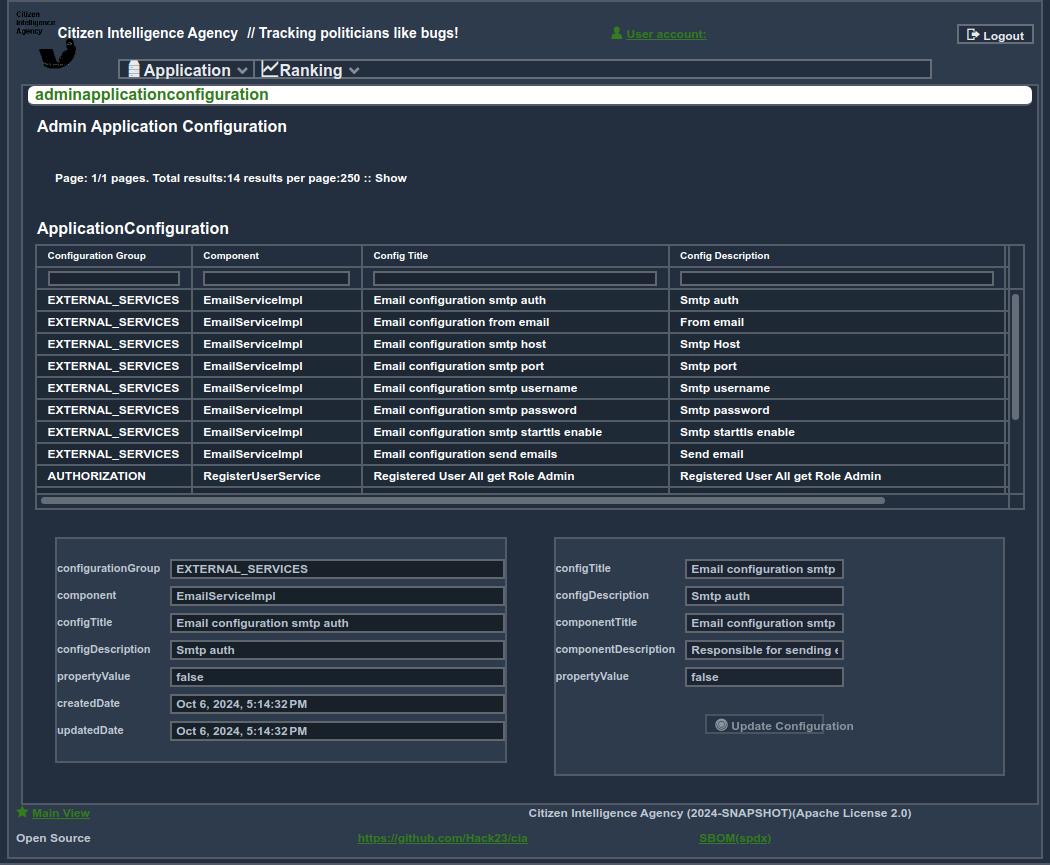 Citizen
Intelligence
Agency
Citizen Intelligence Agency // Tracking politicians like bugs!
User account:
Logout
Application
Ranking
adminapplicationconfiguration
Admin Application Configuration
Page: 1/1 pages. Total results:14 results per page:250 :: Show
ApplicationConfiguration
Configuration Group Component Config Title Config Description
EXTERNAL_SERVICES EmailServiceImpl Email configuration smtp auth Smtp auth
EXTERNAL_SERVICES EmailServiceImpl Email configuration from email From email
EXTERNAL_SERVICES EmailServiceImpl Email configuration smtp host Smtp Host
EXTERNAL_SERVICES EmailServiceImpl Email configuration smtp port Smtp port
EXTERNAL_SERVICES EmailServiceImpl Email configuration smtp username Smtp username
EXTERNAL_SERVICES EmailServiceImpl Email configuration smtp password Smtp password
EXTERNAL_SERVICES EmailServiceImpl Email configuration smtp starttls enable Smtp starttls enable
EXTERNAL_SERVICES EmailServiceImpl Email configuration send emails Send email
AUTHORIZATION RegisterUserService Registered User All get Role Admin Registered User All get Role Admin
configurationGroup EXTERNAL_SERVICES
component EmailServiceImpl
configTitle Email configuration smtp auth
configDescription Smtp auth
propertyValue false
createdDate Oct 6, 2024, 5:14:32 PM
updatedDate Oct 6, 2024, 5:14:32 PM
configTitle Email configuration smtp
configDescription Smtp auth
componentTitle Email configuration smtp
componentDescription Responsible for sending e
propertyValue false
Update Configuration
Main View
Citizen Intelligence Agency (2024-SNAPSHOT)(Apache License 2.0)
Open Source
https://github.com/Hack23/cia
SBOM(spdx)